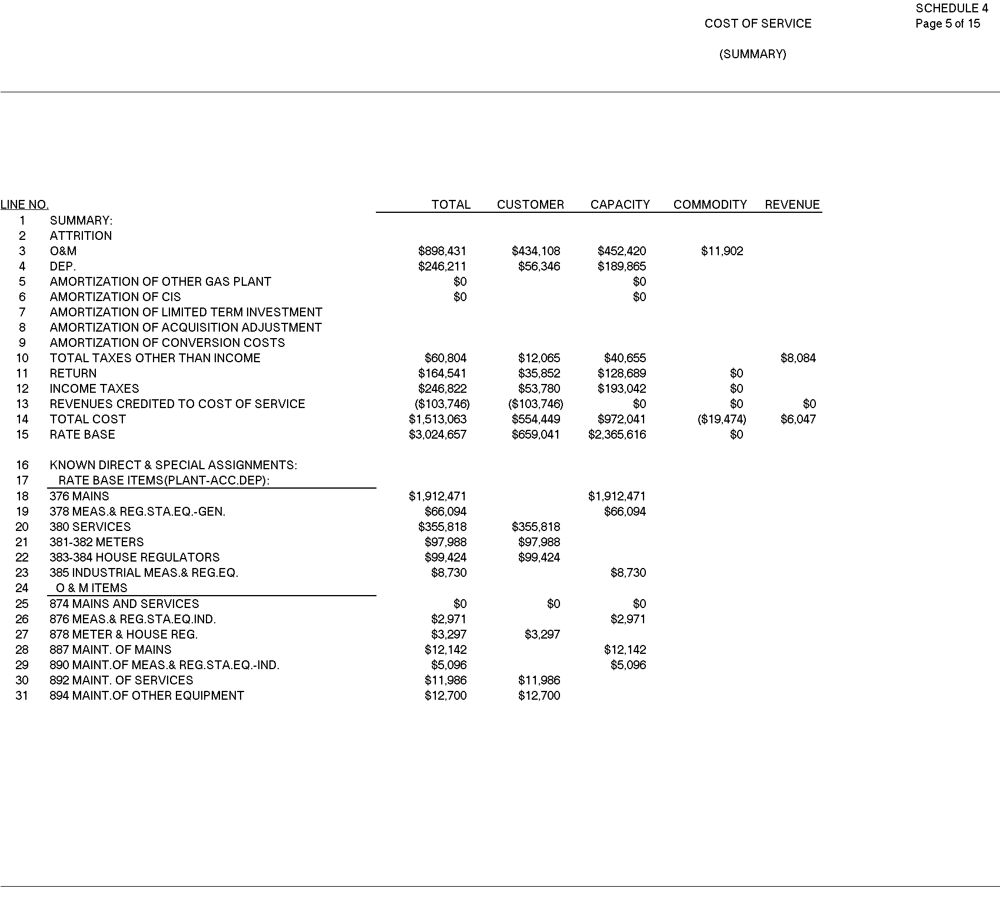 SCHEDULE 4
COST OF SERVICE Page 5 of 15
(SUMMARY)
LINE NO. TOTAL CUSTOMER CAPACITY COMMODITY REVENUE
1 SUMMARY:
2 ATTRITION
3 O&M $898,431 $434,108 $452,420 $11,902
4 DEP. $246,211 $56,346 $189,865
5 AMORTIZATION OF OTHER GAS PLANT $0 $0
6 AMORTIZATION OF CIS $0 $0
7 AMORTIZATION OF LIMITED TERM INVESTMENT
8 AMORTIZATION OF ACQUISITION ADJUSTMENT
9 AMORTIZATION OF CONVERSION COSTS
10 TOTAL TAXES OTHER THAN INCOME $60,804 $12,065 $40,655 $8,084
11 RETURN $164,541 $35,852 $128,689 $0
12 INCOME TAXES $246,822 $53,780 $193,042 $0
13 REVENUES CREDITED TO COST OF SERVICE ($103,746) ($103,746) $0 $0 $0
14 TOTAL COST $1,513,063 $554,449 $972,041 ($19,474) $6,047
15 RATE BASE $3,024,657 $659,041 $2,365,616 $0
16 KNOWN DIRECT & SPECIAL ASSIGNMENTS:
17 RATE BASE ITEMS(PLANT-ACC.DEP):
18 376 MAINS $1,912,471 $1,912,471
19 378 MEAS.& REG.STA.EQ.-GEN. $66,094 $66,094
20 380 SERVICES $355,818 $355,818
21 381-382 METERS $97,988 $97,988
22 383-384 HOUSE REGULATORS $99,424 $99,424
23 385 INDUSTRIAL MEAS.& REG.EQ. $8,730 $8,730
24 O & M ITEMS
25 874 MAINS AND SERVICES $0 $0 $0
26 876 MEAS.& REG.STA.EQ.IND. $2,971 $2,971
27 878 METER & HOUSE REG. $3,297 $3,297
28 887 MAINT. OF MAINS $12,142 $12,142
29 890 MAINT.OF MEAS.& REG.STA.EQ.-IND. $5,096 $5,096
30 892 MAINT. OF SERVICES $11,986 $11,986
31 894 MAINT.OF OTHER EQUIPMENT $12,700 $12,700